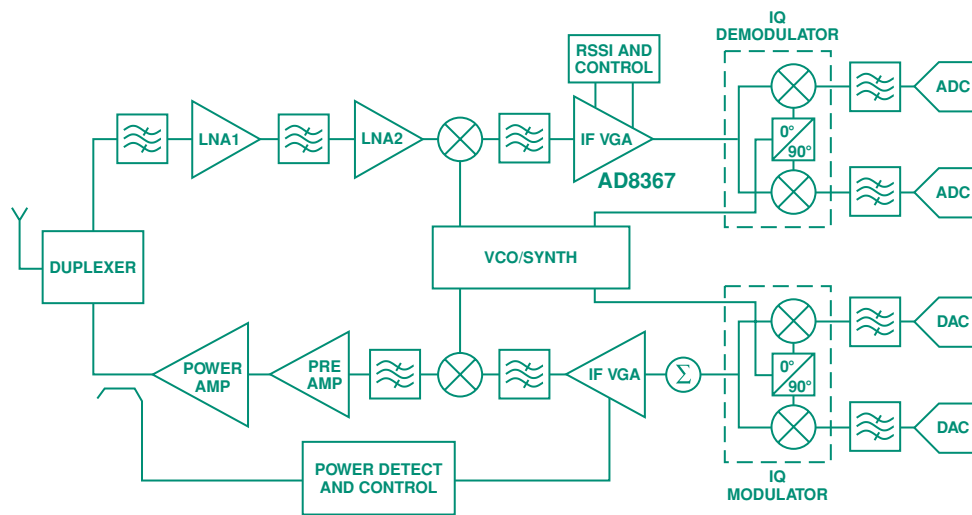 IQ
DEMODULATOR
RSSI AND
CONTROL
ADC
LNA1
LNA2
IF VGA
0°
90°
AD8367
ADC
DUPLEXER
VCO/SYNTH
DAC
POWER
AMP
PRE
AMP
IF VGA
Σ
0°
90°
DAC
POWER DETECT
AND CONTROL
IQ
MODULATOR